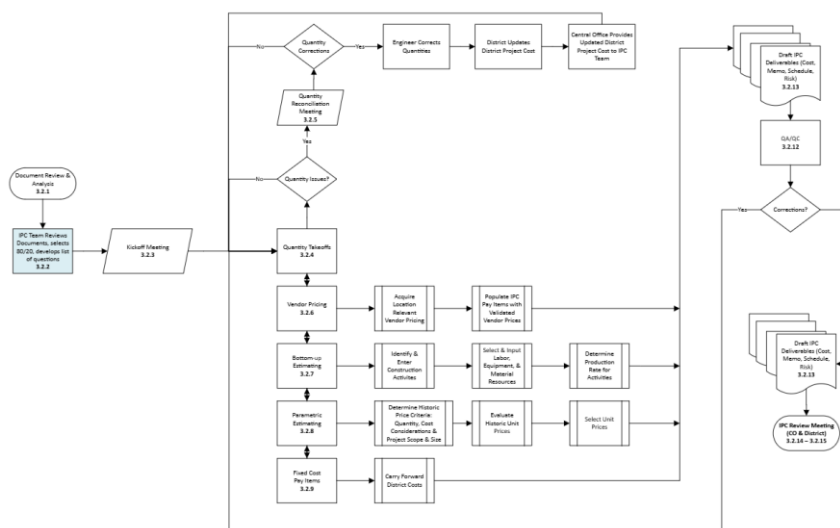 Document Review &
Analysis
3.2.1
IPC Team Reviews
Documents, selects
80/20, develops list
of questions
3.2.2
Kickoff Meeting
3.2.3
Quantity
Corrections
No
Yes
Engineer Corrects
Quantities
District Updates
District Project Cost
Central Office Provides
Updated District
Project Cost to IPC
Team
Quantity
Reconciliation
Meeting
3.2.5
Yes
Quantity Issues?
No
Quantity Takeoffs
3.2.4
Vendor Pricing
3.2.6
Acquire
Location
Relevant
Vendor Pricing
Populate IPC
Pay Items with
Validated
Vendor Prices
Bottom-up
Estimating
3.2.7
Identify &
Enter
Construction
Activites
Select & Input
Labor,
Equipment, &
Material
Resources
Determine
Production
Rate for
Activities
Parametric
Estimating
3.2.8
Determine Historic
Price Criteria:
Quantity, Cost
Considerations &
Project Scope & Size
Evaluate
Historic Unit
Prices
Select Unit
Prices
Fixed Cost
Pay Items
3.2.9
Carry Forward
District Costs
Draft IPC
Deliverables (Cost,
Memo, Schedule,
Risk)
3.2.13
QA/QC
3.2.12
Corrections?
Yes
No
Draft IPC
Deliverables (Cost,
Memo, Schedule,
Risk)
3.2.13
IPC Review Meeting
(CO & District)
3.2.14 – 3.2.15